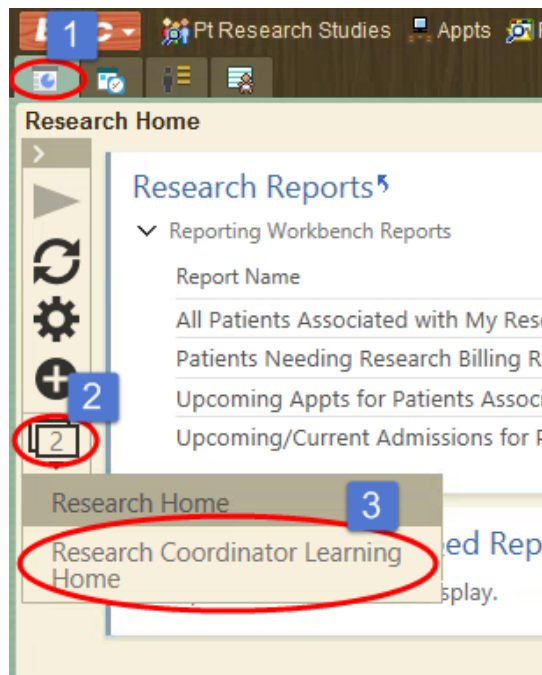 1
Pt Research Studies
Appts
Research Home
Research Reports
Reporting Workbench Reports
Report Name
All Patients Associated with My Res
Patients Needing Research Billing R
2
Upcoming Appts for Patients Assoc
2
Upcoming/Current Admissions for
Research Home
3
Research Coordinator Learning
Home
ed Rep
splay.